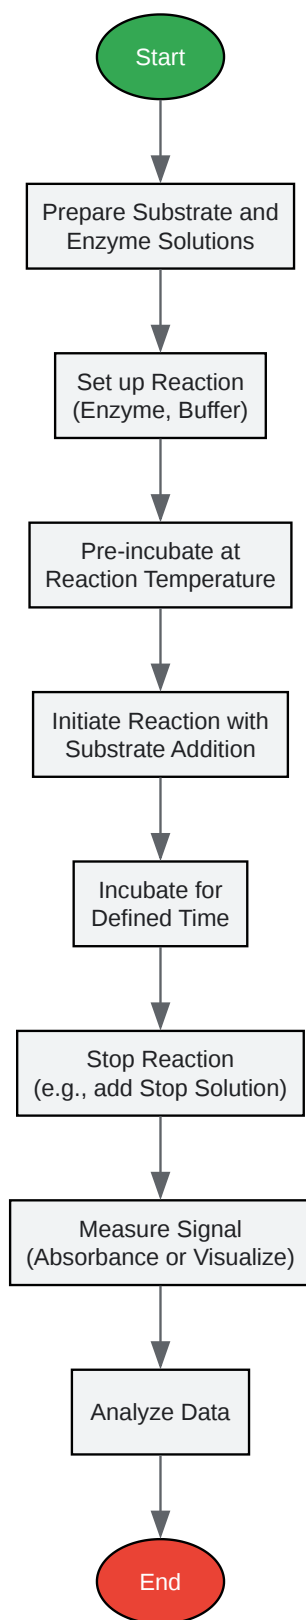 Start
Prepare Substrate and
Enzyme Solutions
Set up Reaction
(Enzyme, Buffer)
Pre-incubate at
Reaction Temperature
Initiate Reaction with
Substrate Addition
Incubate for
Defined Time
Stop Reaction
(e.g., add Stop Solution)
Measure Signal
(Absorbance or Visualize)
Analyze Data
End